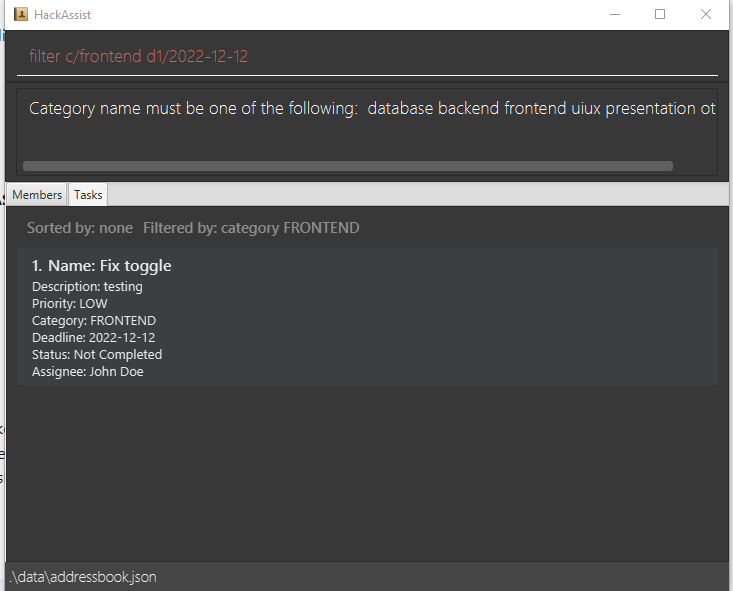 HackAssist
filter c/frontend d1/2022-12-12
Category name must be one of the following:  database backend frontend uiux presentation ot
Members Tasks
Sorted by: none Filtered by: category FRONTEND
1. Name: Fix toggle
Description: testing
Priority: LOW
Category: FRONTEND
Deadline: 2022-12-12
Status: Not Completed
Assignee: John Doe
.\data\addressbook.json